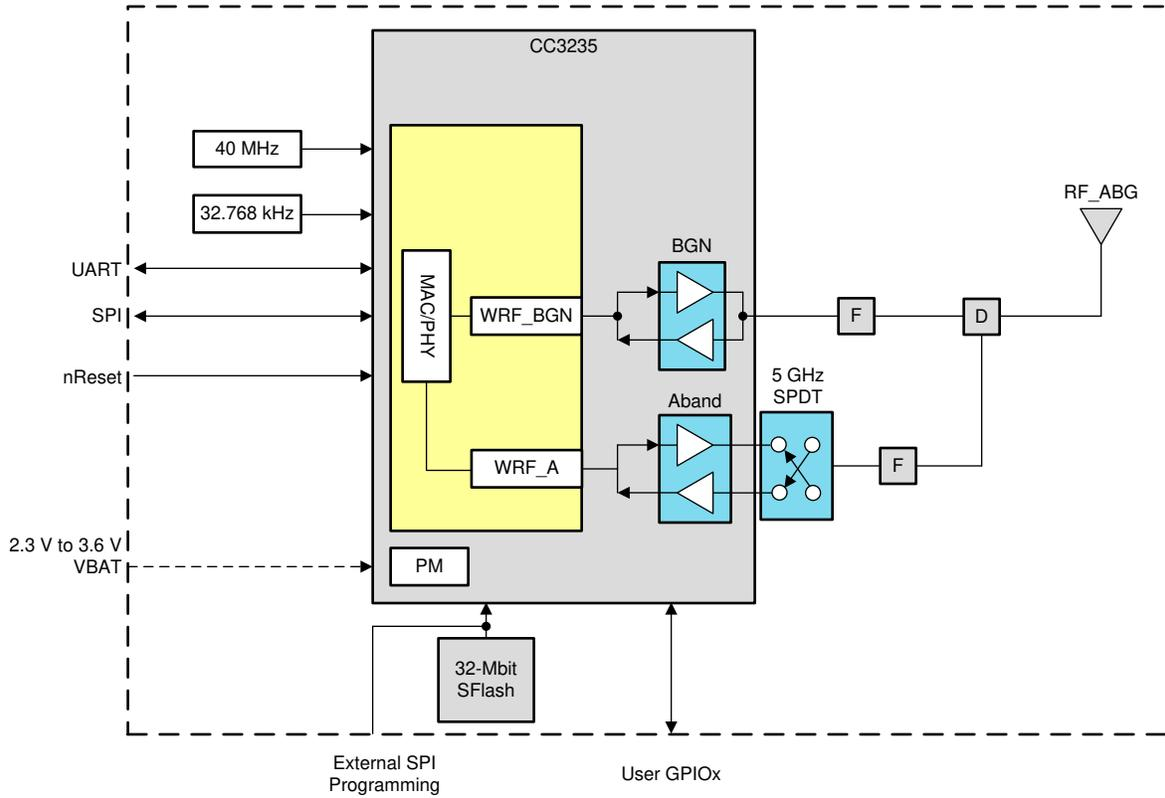 CC3235
40 MHz
32.768 kHz
RF_ABG
BGN
UART
MAC/PHY
SPI
WRF_BGN
F
D
nReset
5 GHz
SPDT
Aband
WRF_A
F
2.3 V to 3.6 V
VBAT
PM
32-Mbit
SFlash
External SPI
Programming
User GPIOx